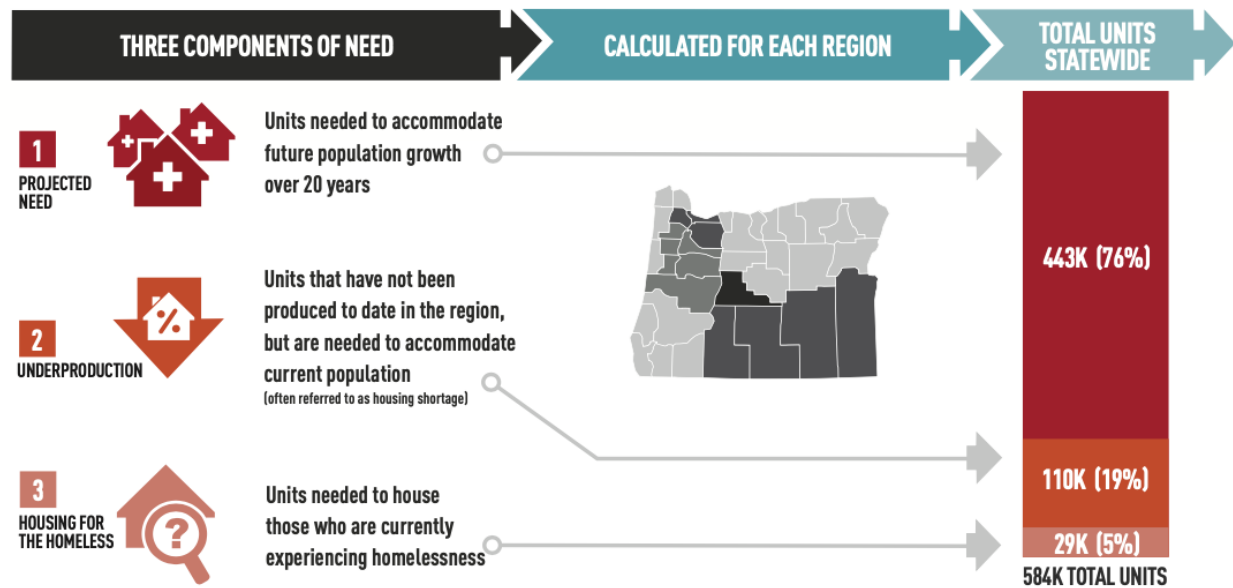 THREE COMPONENTS OF NEED
CALCULATED FOR EACH REGION
TOTAL UNITS
STATEWIDE
1
PROJECTED
NEED
Units needed to accommodate
future population growth
over 20 years
443K (76%)
2
UNDERPRODUCTION
%
Units that have not been
produced to date in the region,
but are needed to accommodate
current population
(often referred to as housing shortage)
110K (19%)
3
HOUSING FOR
THE HOMELESS
?
Units needed to house
those who are currently
experiencing homelessness
29K (5%)
584K TOTAL UNITS